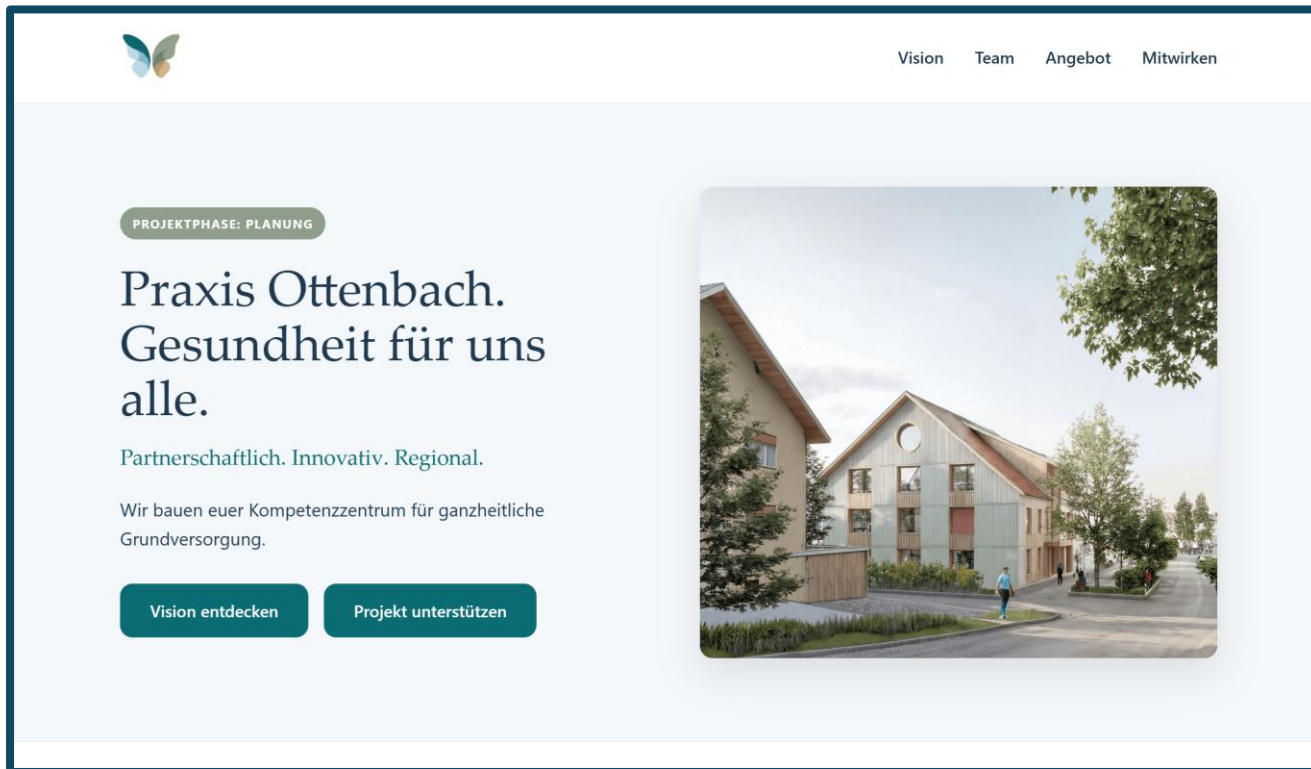 Vision
Team
Angebot
Mitwirken
PROJEKTPHASE: PLANUNG
Praxis Ottenbach.
Gesundheit für uns
alle.
Partnerschaftlich. Innovativ. Regional.
Wir bauen euer Kompetenzzentrum für ganzheitliche
Grundversorgung.
Vision entdecken
Projekt unterstützen